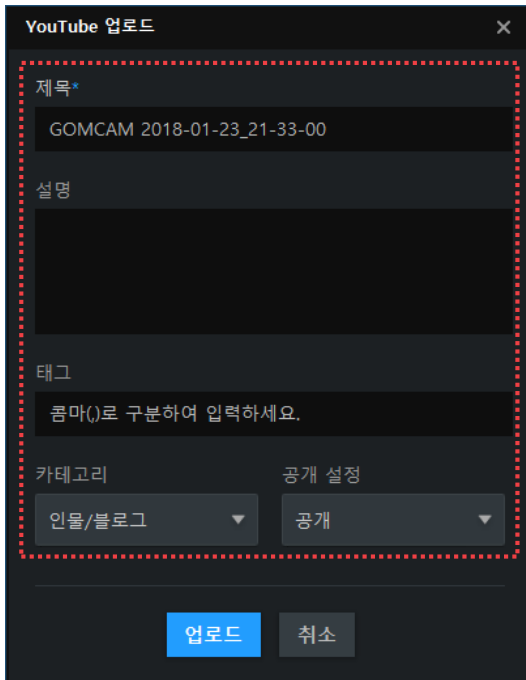 YouTube 업로드
제목*
GOMCAM 2018-01-23_21-33-00
설명
태그
콤마(,)로 구분하여 입력하세요.
카테고리 공개 설정
인물/블로그 공개
업로드 취소